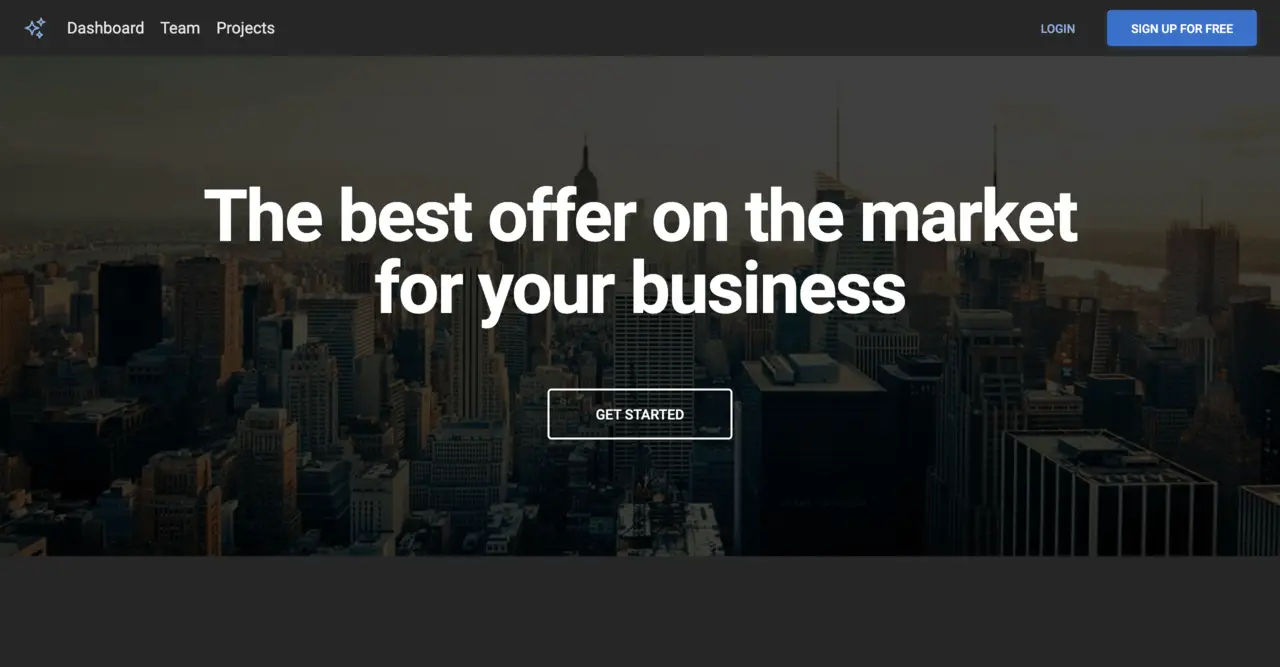 Dashboard Team Projects LOGIN SIGN UP FOR FREE
The best offer on the market
for your business
GET STARTED